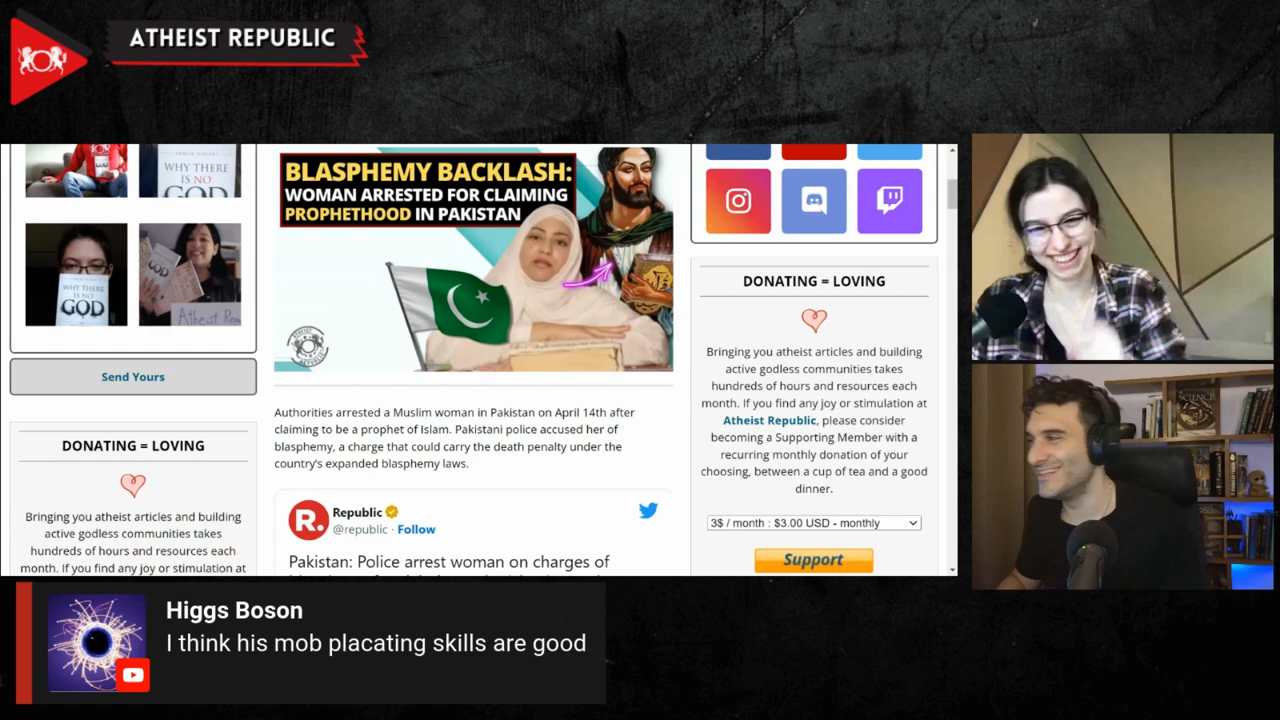 ATHEIST REPUBLIC
WHY THERE
IS NO
GOD
WHY THERE
IS NO
GOD
GOD
Send Yours
DONATING = LOVING
Bringing you atheist articles and building
active godless communities takes
hundreds of hours and resources each
month. If you find any joy or stimulation at
BLASPHEMY BACKLASH:
WOMAN ARRESTED FOR CLAIMING
PROPHETHOOD IN PAKISTAN
Authorities arrested a Muslim woman in Pakistan on April 14th after
claiming to be a prophet of Islam. Pakistani police accused her of
blasphemy, a charge that could carry the death penalty under the
country's expanded blasphemy laws.
R.
Republic
@republic · Follow
Pakistan: Police arrest woman on charges of
DONATING = LOVING
Bringing you atheist articles and building
active godless communities takes
hundreds of hours and resources each
month. If you find any joy or stimulation at
Atheist Republic, please consider
becoming a Supporting Member with a
recurring monthly donation of your
choosing, between a cup of tea and a good
dinner.
3$ / month : $3.00 USD - monthly
Support
SCIENCE
Higgs Boson
I think his mob placating skills are good